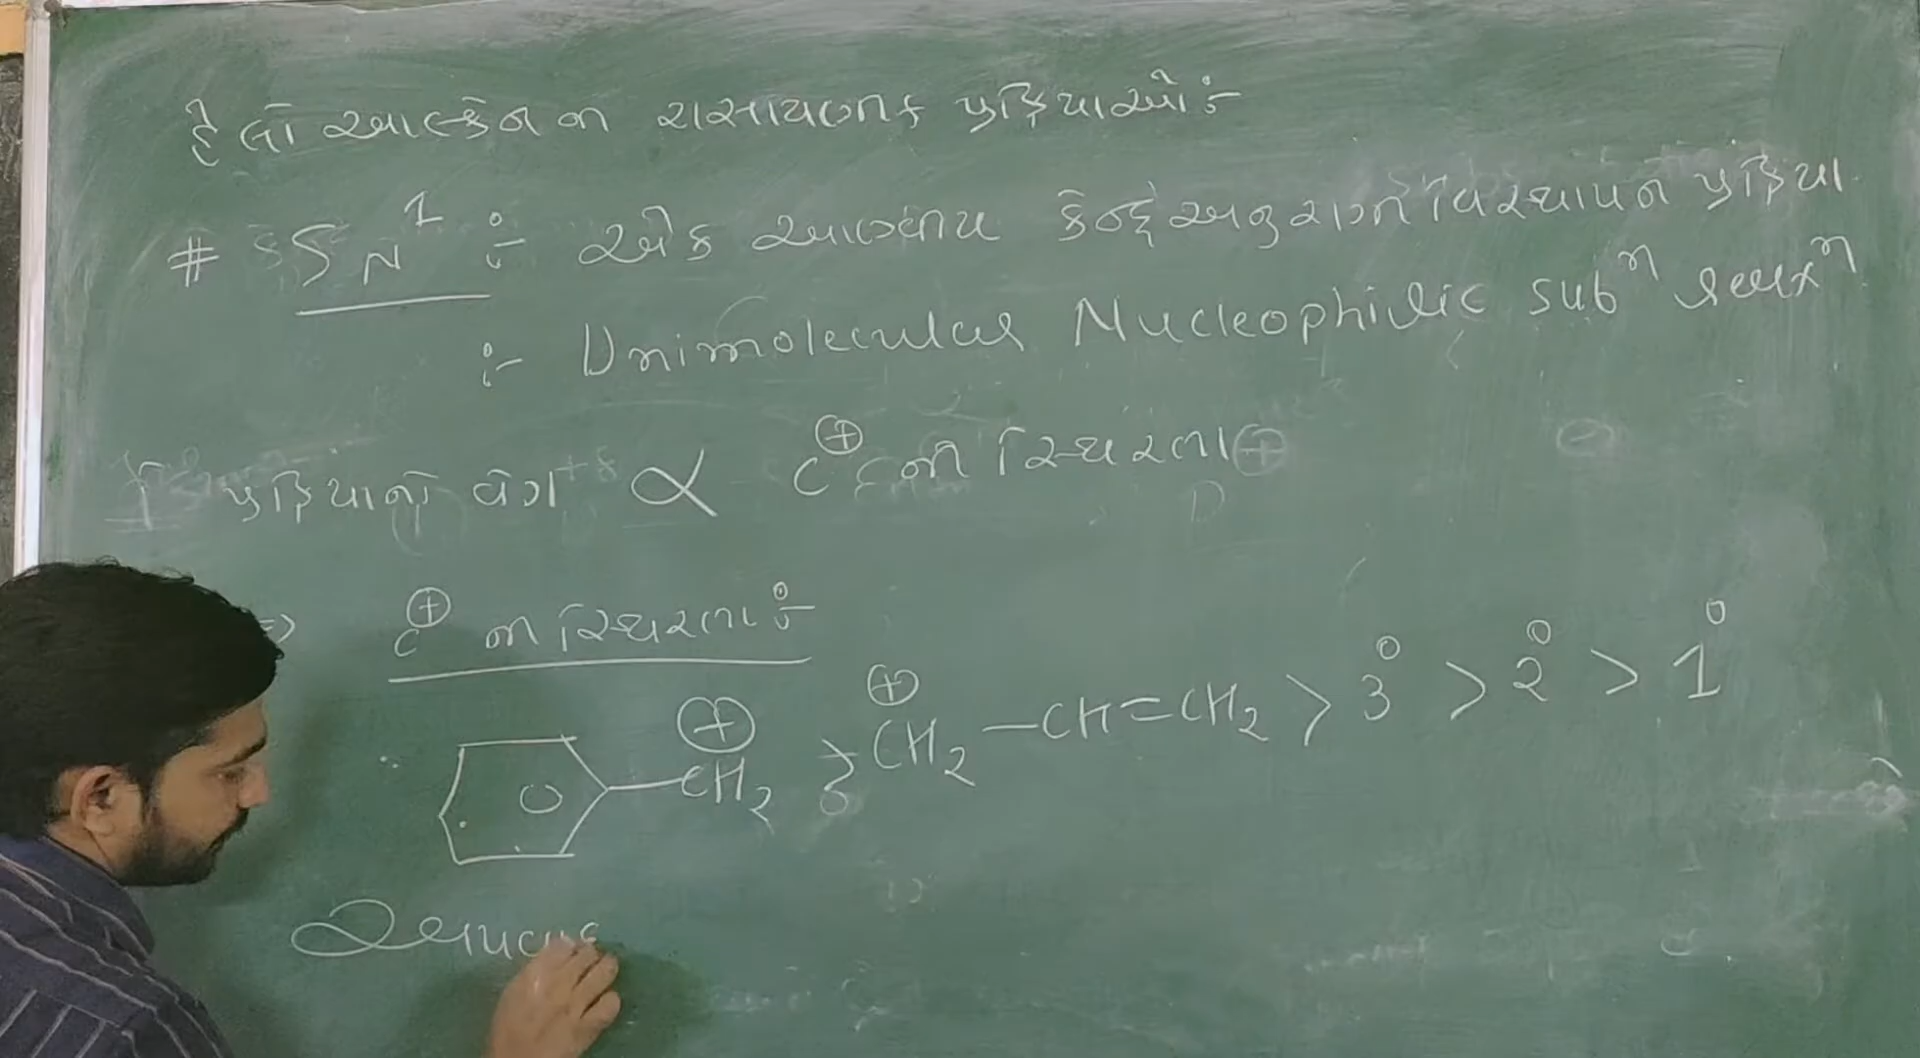 હેલો આલ્કેનની રાસાયણિક પ્રક્રિયાઓ :-
# SN1 :- એક આણ્વીય કેન્દ્રઅનુરાગી વિસ્થાપન પ્રક્રિયા
:- Unimolecular Nucleophilic subⁿ reaxⁿ
પ્રક્રિયાનો વેગ ∝ C⊕ ની સ્થિરતા
⇒ C⊕ ની સ્થિરતા :-
⊕CH2 > ⊕CH2 – CH = CH2 > 3° > 2° > 1°